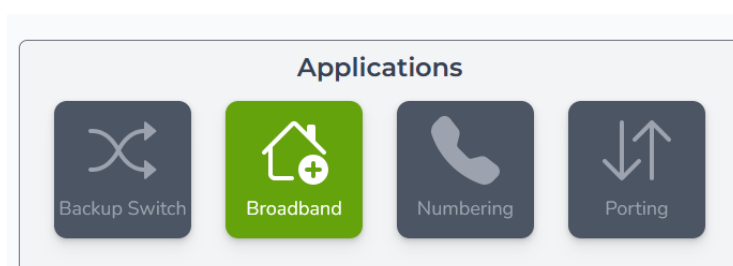 Applications
Backup Switch
Broadband
Numbering
Porting